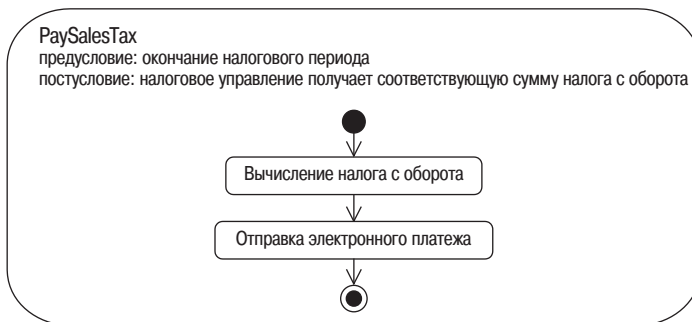 PaySalesTax
предусловие: окончание налогового периода
постусловие: налоговое управление получает соответствующую сумму налога с оборота
Вычисление налога с оборота
Отправка электронного платежа